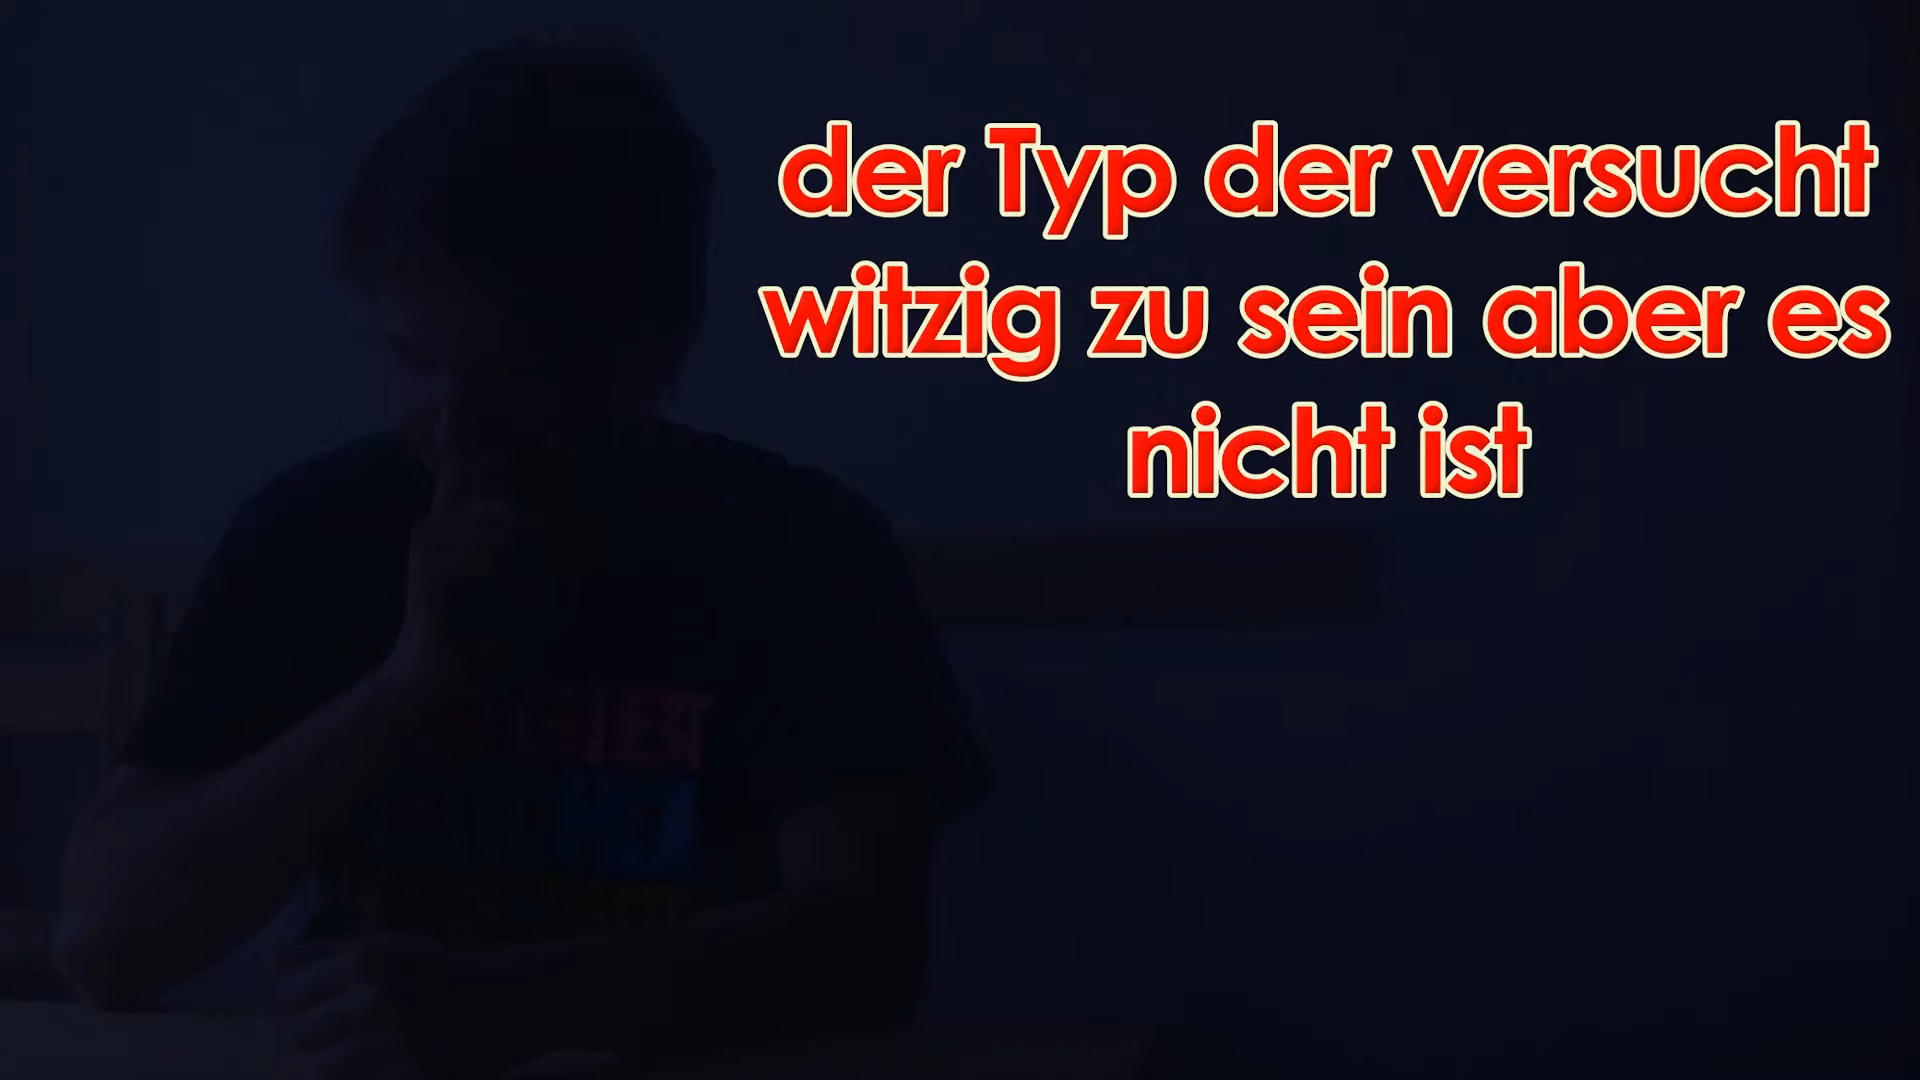 der Typ der versucht
witzig zu sein aber es
nicht ist